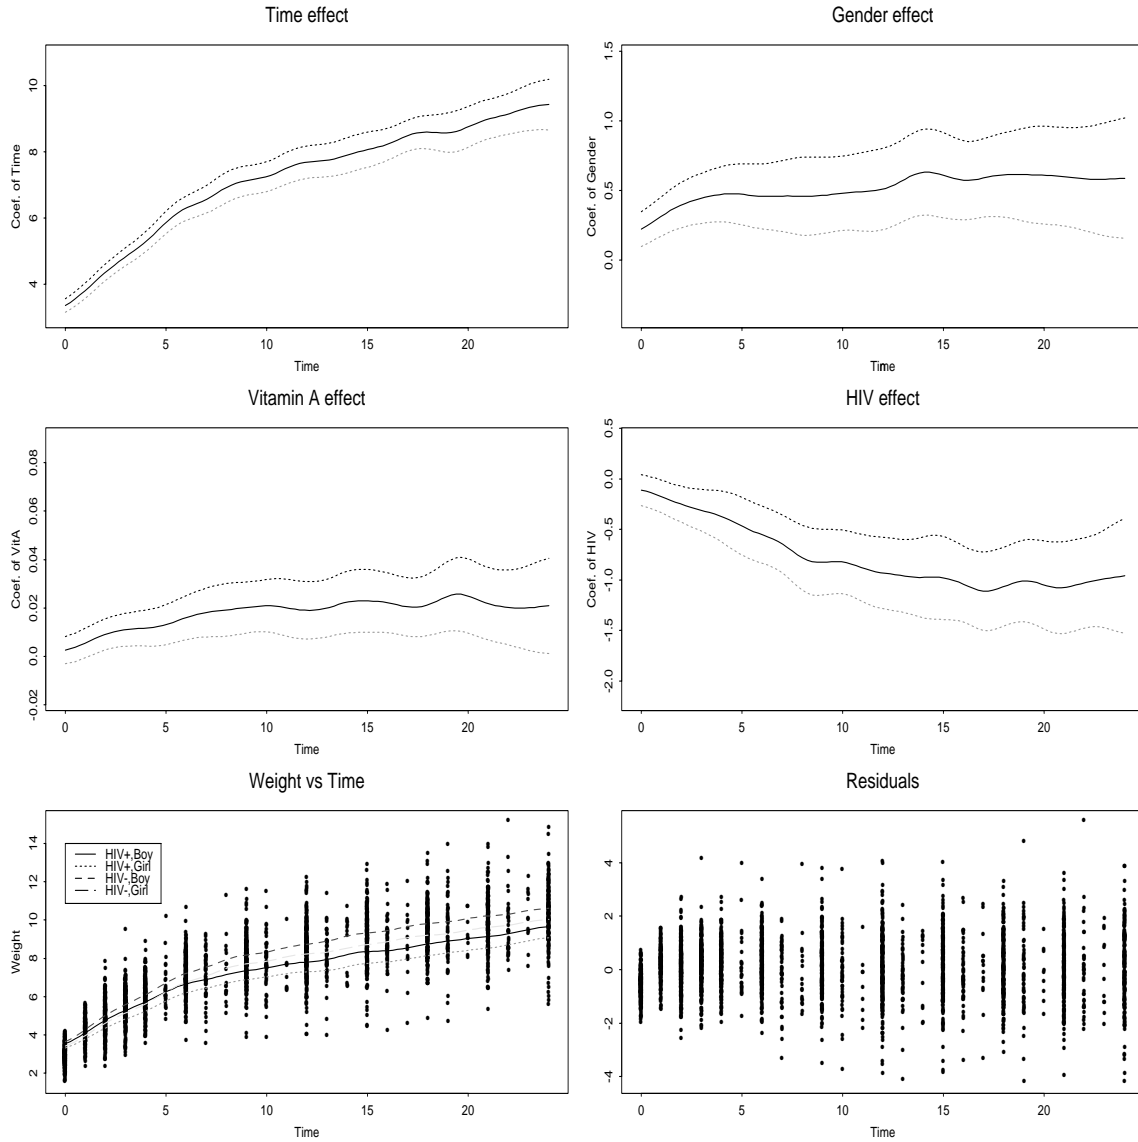 Time effect
Coef. of Time
4 6 8 10
0 5 10 15 20
Time
Gender effect
Coef. of Gender
0.0 0.5 1.0 1.5
0 5 10 15 20
Time
Vitamin A effect
Coef. of VitA
-0.02 0.0 0.02 0.04 0.06 0.08
0 5 10 15 20
Time
HIV effect
Coef. of HIV
-2.0 -1.5 -1.0 -0.5 0.0 0.5
0 5 10 15 20
Time
Weight vs Time
Weight
2 4 6 8 10 12 14
HIV+,Boy
HIV+,Girl
HIV-,Boy
HIV-,Girl
0 5 10 15 20
Time
Residuals
-4 -2 0 2 4
0 5 10 15 20
Time